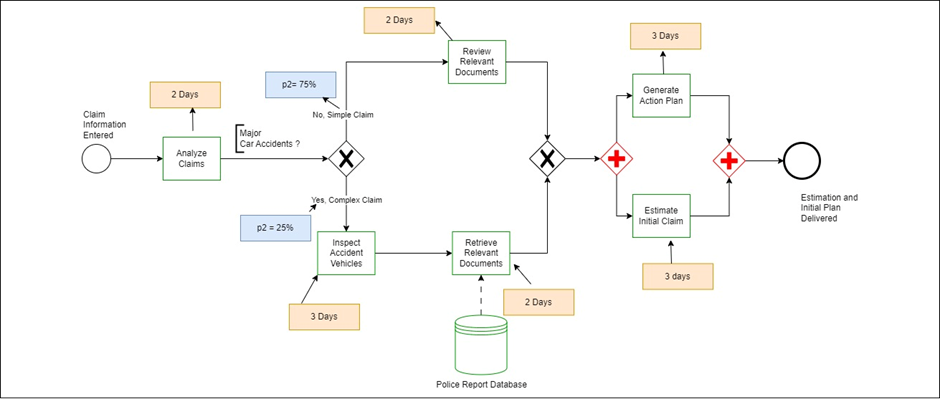 2 Days
Review
Relevant
Documents
3 Days
Generate
Action Plan
p2= 75%
2 Days
No, Simple Claim
Claim
Information
Entered
Analyze
Claims
Major
Car Accidents ?
Yes, Complex Claim
p2 = 25%
Inspect
Accident
Vehicles
Retrieve
Relevant
Documents
Estimate
Initial Claim
Estimation and
Initial Plan
Delivered
3 Days
2 Days
3 days
Police Report Database